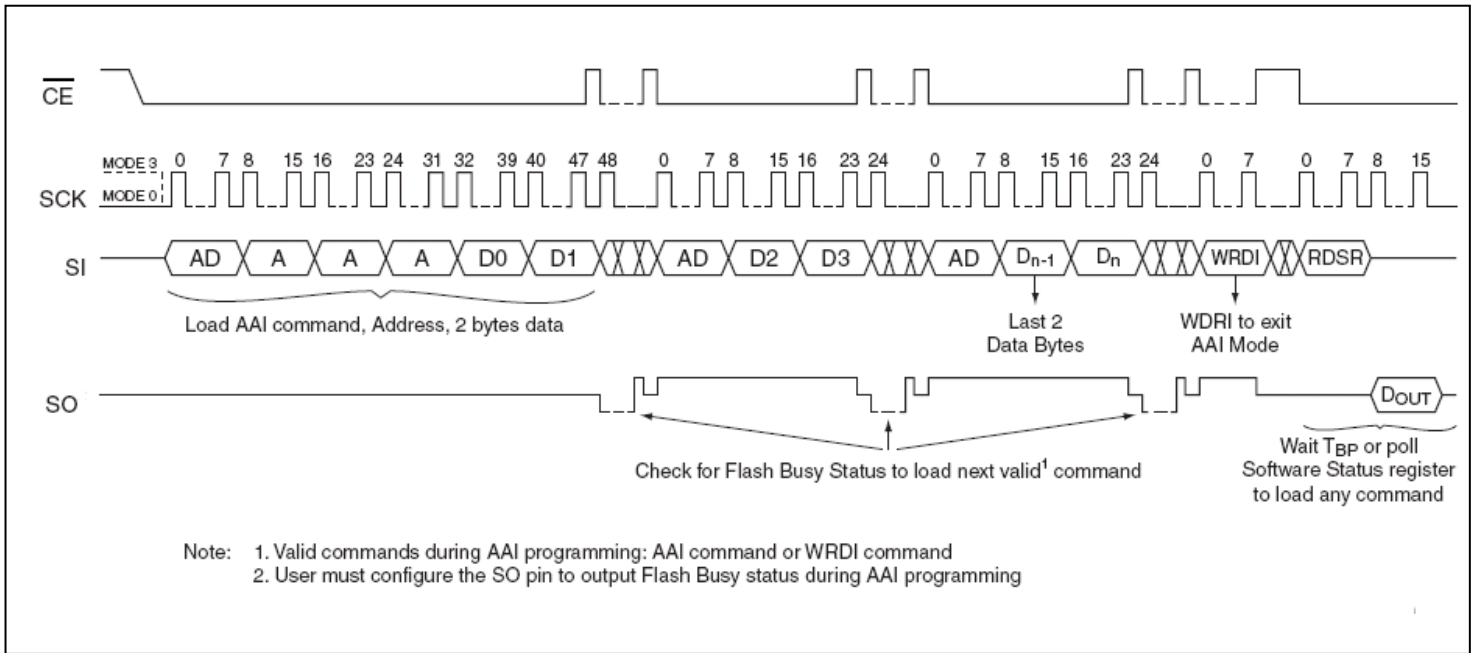 CE
MODE 3 0 7 8 15 16 23 24 31 32 39 40 47 48 0 7 8 15 16 23 24 0 7 8 15 16 23 24 0 7 0 7 8 15
SCK MODE 0
SI AD A A A D0 D1 AD D2 D3 AD Dn-1 Dn WRDI RDSR
Load AAI command, Address, 2 bytes data
Last 2
Data Bytes
WDRI to exit
AAI Mode
SO DOUT
Check for Flash Busy Status to load next valid1 command
Wait TBP or poll
Software Status register
to load any command
Note: 1. Valid commands during AAI programming: AAI command or WRDI command
2. User must configure the SO pin to output Flash Busy status during AAI programming